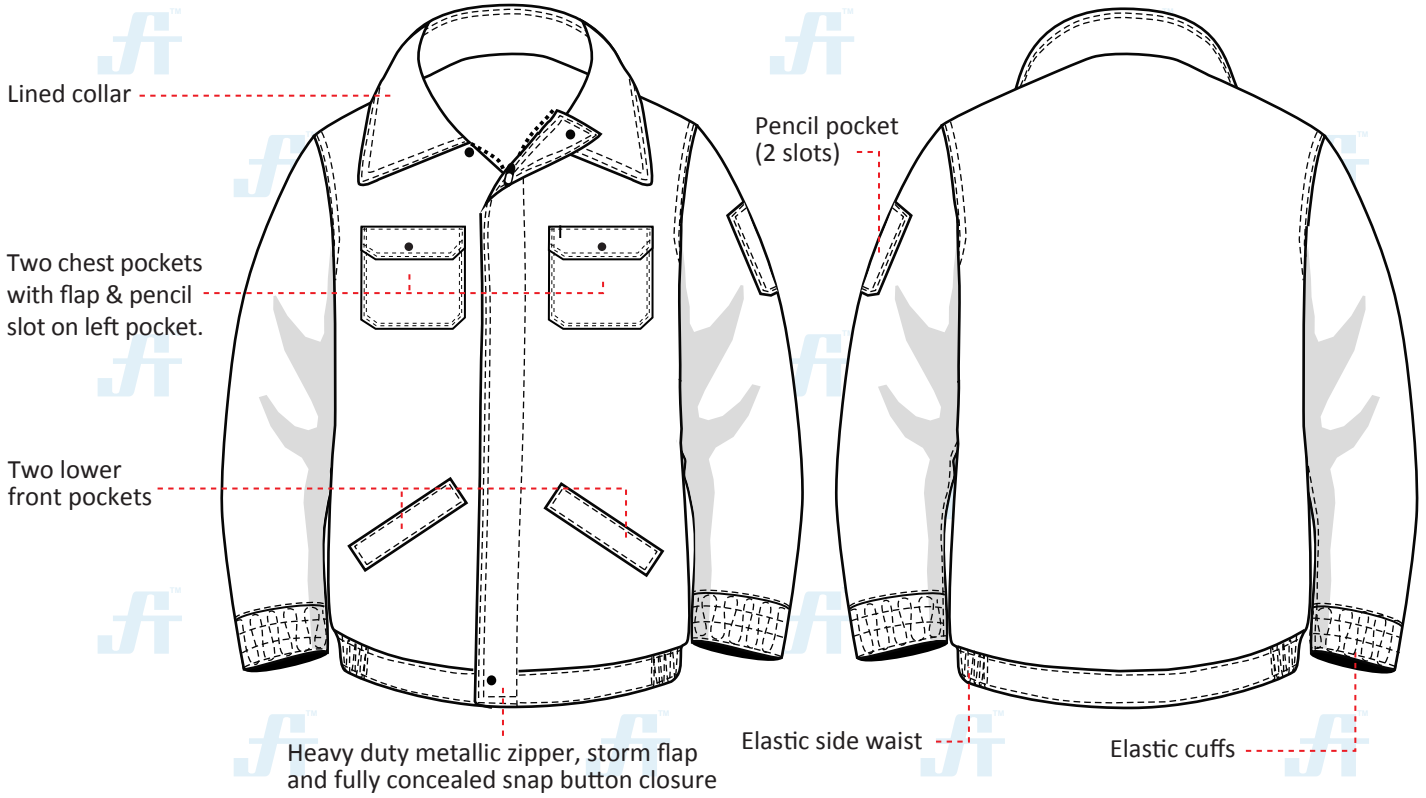 Lined collar
Pencil pocket
(2 slots)
Two chest pockets
with flap & pencil
slot on left pocket.
Two lower
front pockets
Heavy duty metallic zipper, storm flap
and fully concealed snap button closure
Elastic side waist
Elastic cuffs